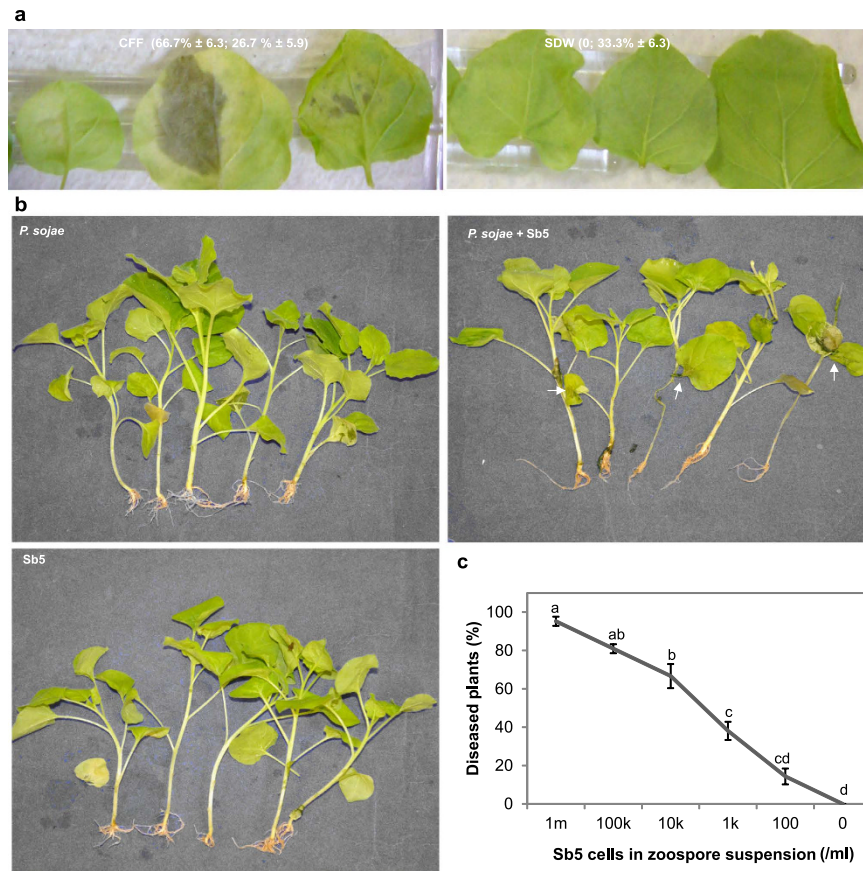 a
CFF (66.7% ± 6.3; 26.7 % ± 5.9)
SDW (0; 33.3% ± 6.3)
b
P. sojae
P. sojae + Sb5
Sb5
c
Diseased plants (%)
100
80
60
40
20
0
a
ab
b
c
cd
d
1m 100k 10k 1k 100 0
Sb5 cells in zoospore suspension (/ml)